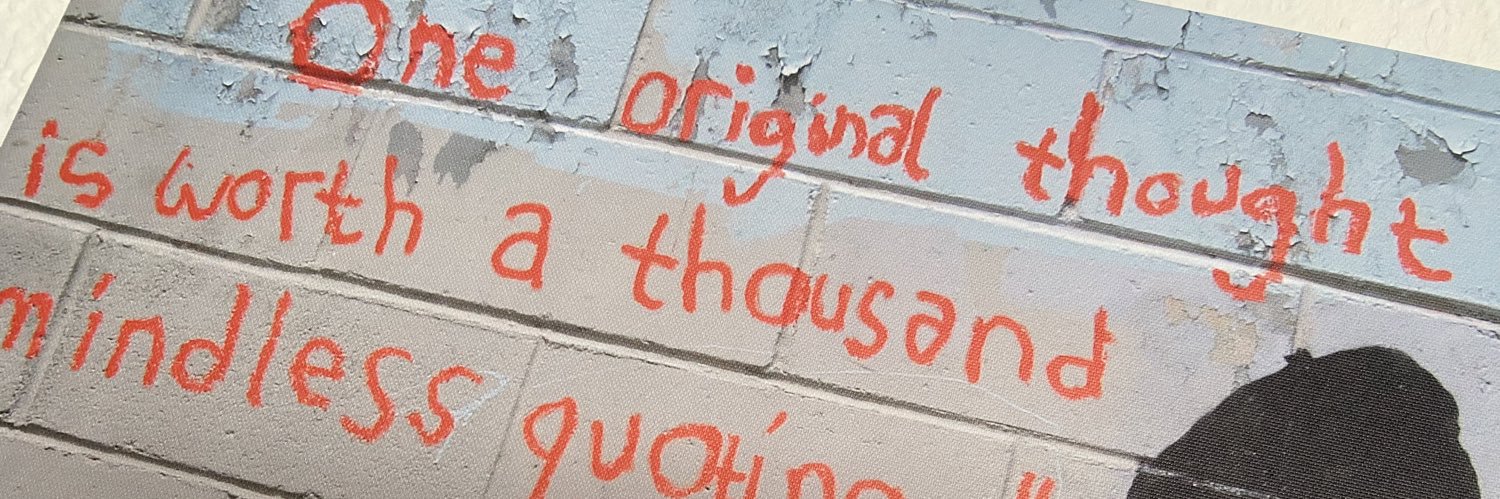 One original thought
is worth a thousand
mindless quoting"